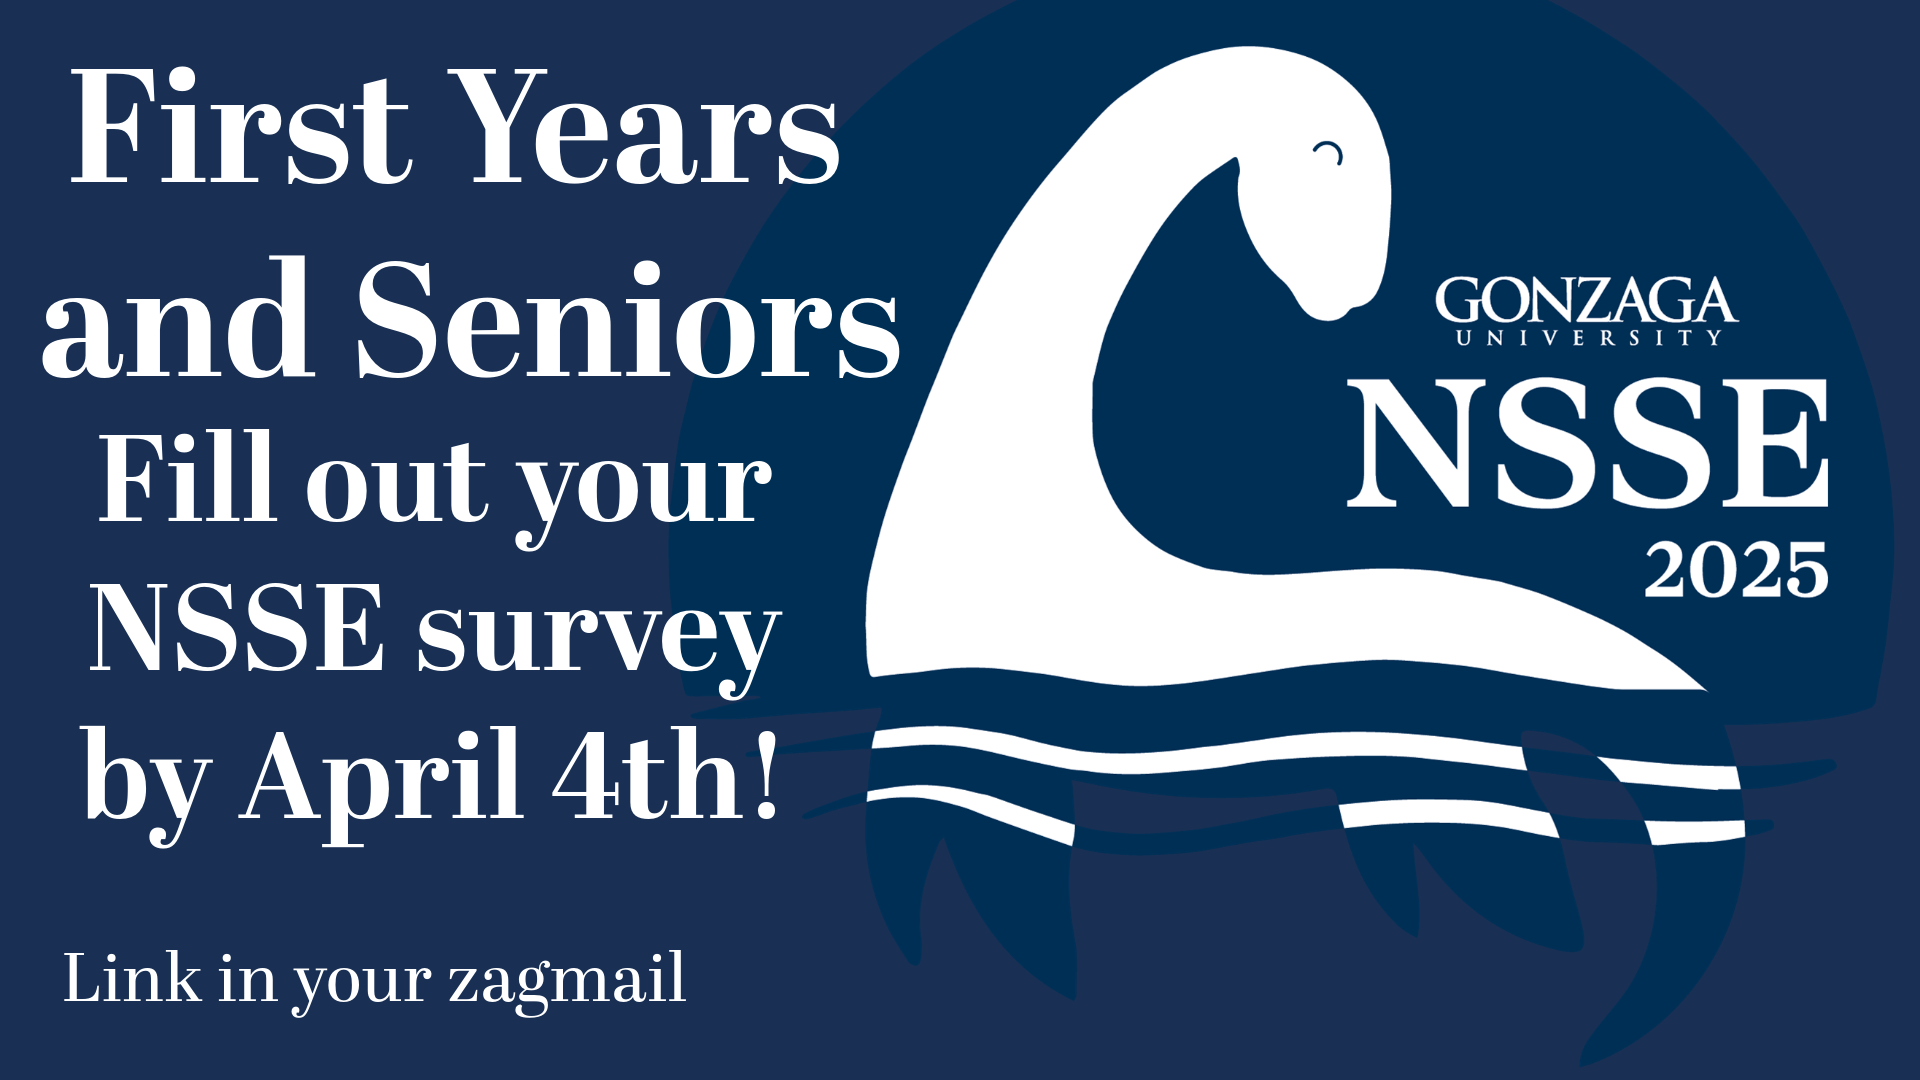 First Years
and Seniors
Fill out your
NSSE survey
by April 4th!
Link in your zagmail
GONZAGA
UNIVERSITY
NSSE
2025